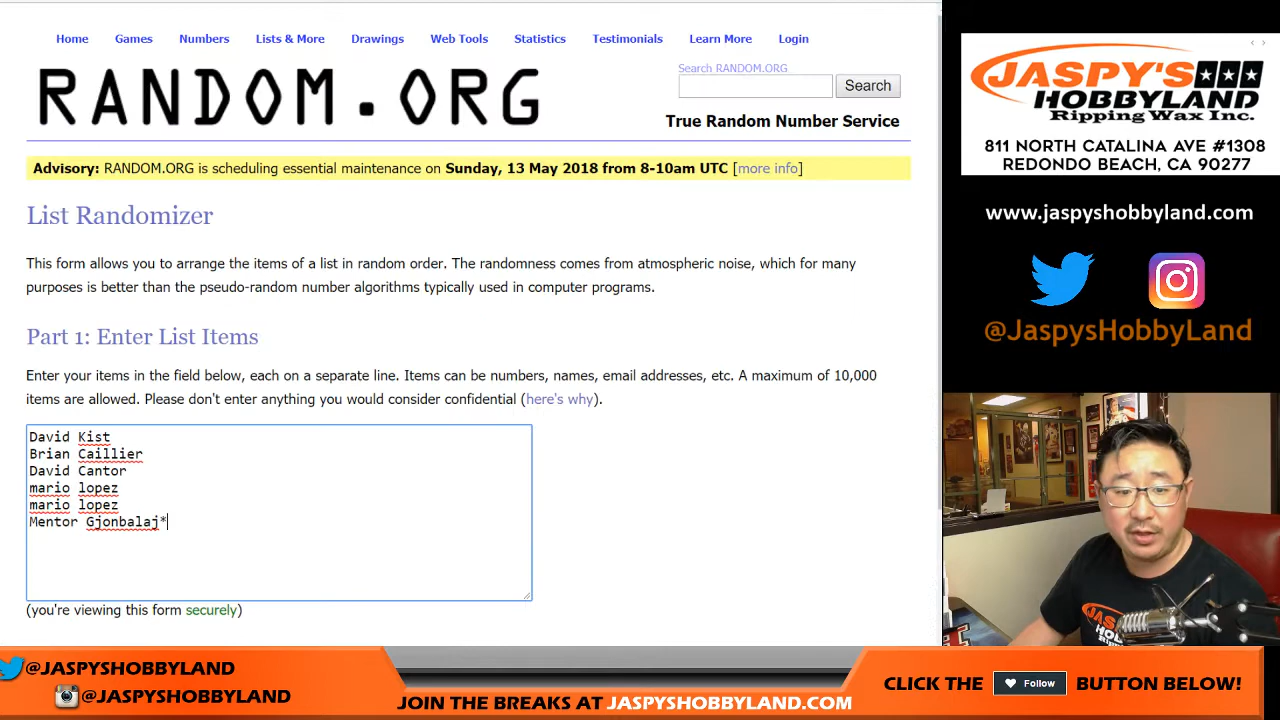 Home Games Numbers Lists & More Drawings Web Tools Statistics Testimonials Learn More Login
RANDOM.ORG
Search RANDOM.ORG
Search
True Random Number Service
Advisory: RANDOM.ORG is scheduling essential maintenance on Sunday, 13 May 2018 from 8-10am UTC [more info]
List Randomizer
This form allows you to arrange the items of a list in random order. The randomness comes from atmospheric noise, which for many
purposes is better than the pseudo-random number algorithms typically used in computer programs.
Part 1: Enter List Items
Enter your items in the field below, each on a separate line. Items can be numbers, names, email addresses, etc. A maximum of 10,000
items are allowed. Please don't enter anything you would consider confidential (here's why).
David Kist
Brian Caillier
David Cantor
mario lopez
mario lopez
Mentor Gjonbalaj*
(you're viewing this form securely)
JASPY'S
HOBBYLAND
Ripping Wax Inc.
811 NORTH CATALINA AVE #1308
REDONDO BEACH, CA 90277
www.jaspyshobbyland.com
@JaspysHobbyLand
@JASPYSHOBBYLAND
@JASPYSHOBBYLAND
JOIN THE BREAKS AT JASPYSHOBBYLAND.COM
CLICK THE Follow BUTTON BELOW!